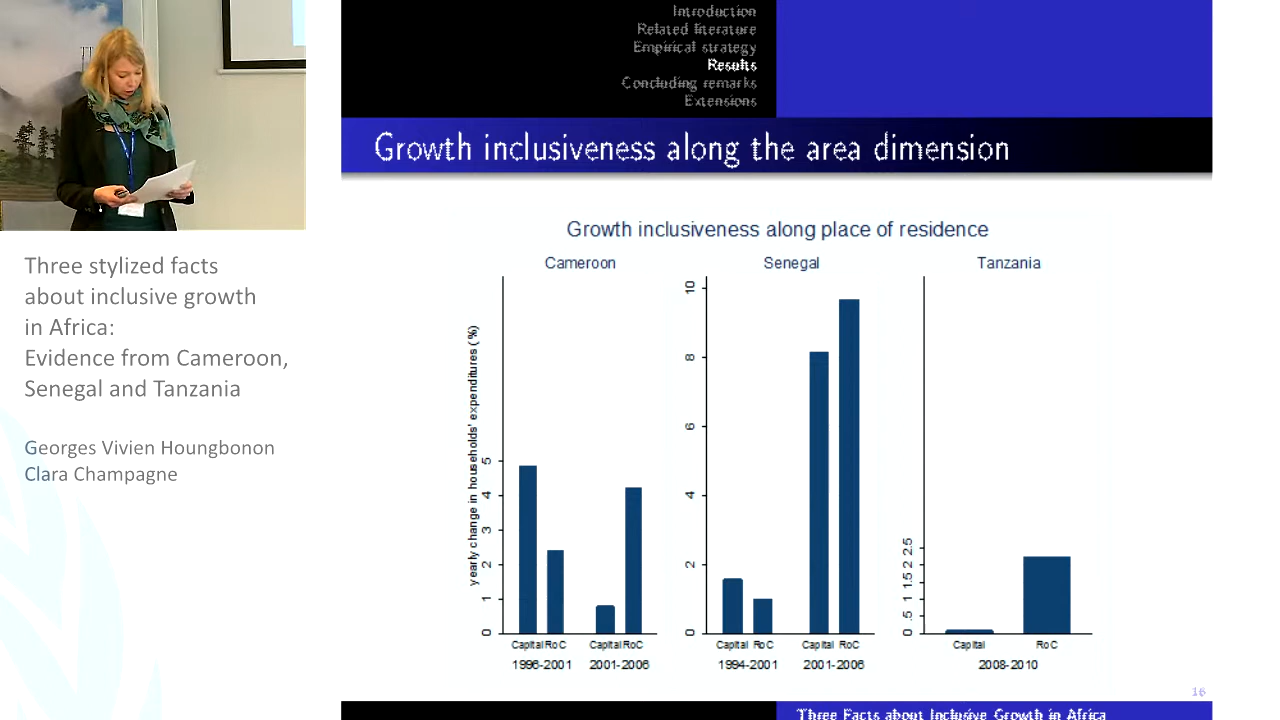 Introduction
Related literature
Empirical strategy
Results
Concluding remarks
Extensions
Growth inclusiveness along the area dimension
Three stylized facts
about inclusive growth
in Africa:
Evidence from Cameroon,
Senegal and Tanzania
Georges Vivien Houngbonon
Clara Champagne
Growth inclusiveness along place of residence
Cameroon Senegal Tanzania
yearly change in households' expenditures (%)
0 1 2 3 4 5
0 2 4 6 8 10
0 .5 1 1.5 2 2.5
Capital RoC Capital RoC Capital RoC Capital RoC Capital RoC
1996-2001 2001-2006 1994-2001 2001-2006 2008-2010
16
Three Facts about Inclusive Growth in Africa